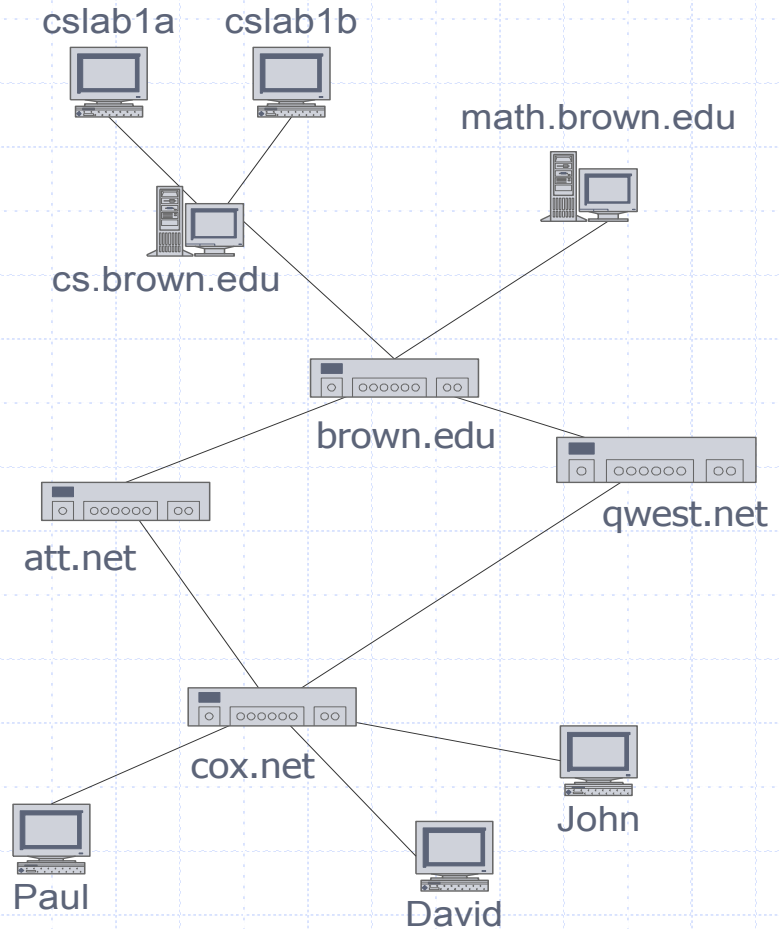 cslab1a cslab1b
math.brown.edu
cs.brown.edu
brown.edu
qwest.net
att.net
cox.net
John
Paul
David